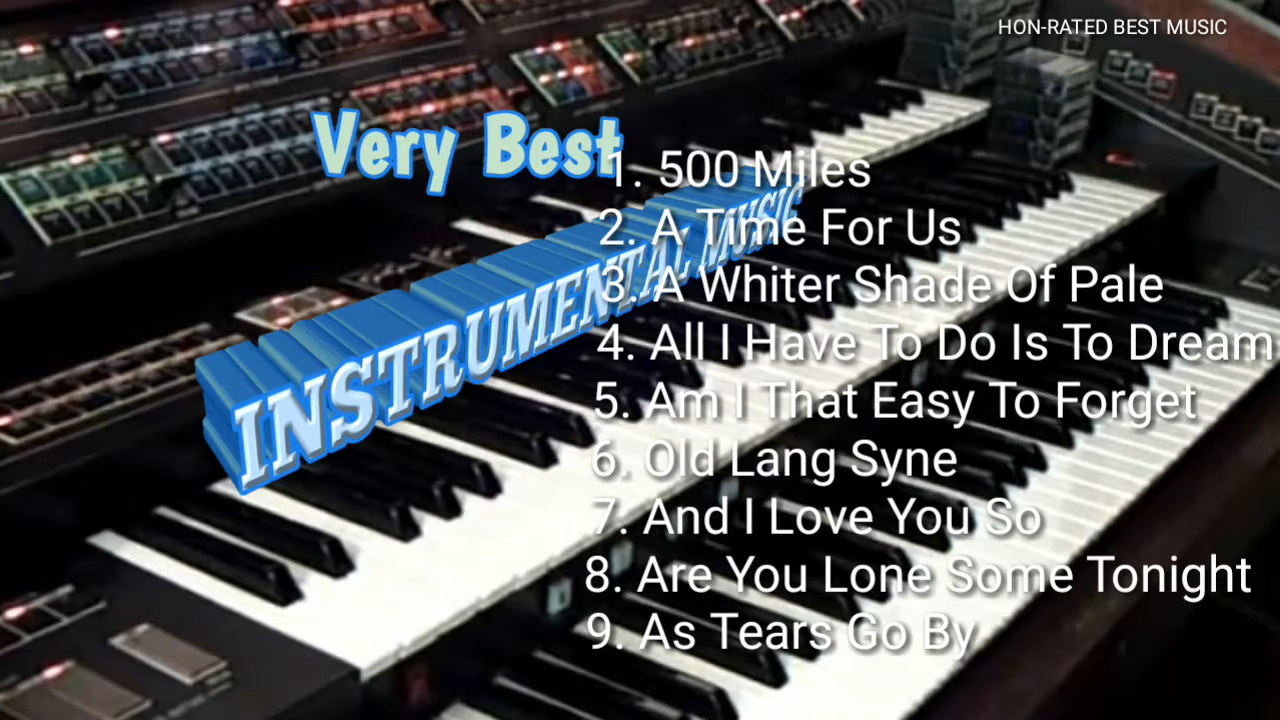 HON-RATED BEST MUSIC
Very Best
INSTRUMENTAL MUSIC
1. 500 Miles
2. A Time For Us
3. A Whiter Shade Of Pale
4. All I Have To Do Is To Dream
5. Am I That Easy To Forget
6. Old Lang Syne
7. And I Love You So
8. Are You Lone Some Tonight
9. As Tears Go By